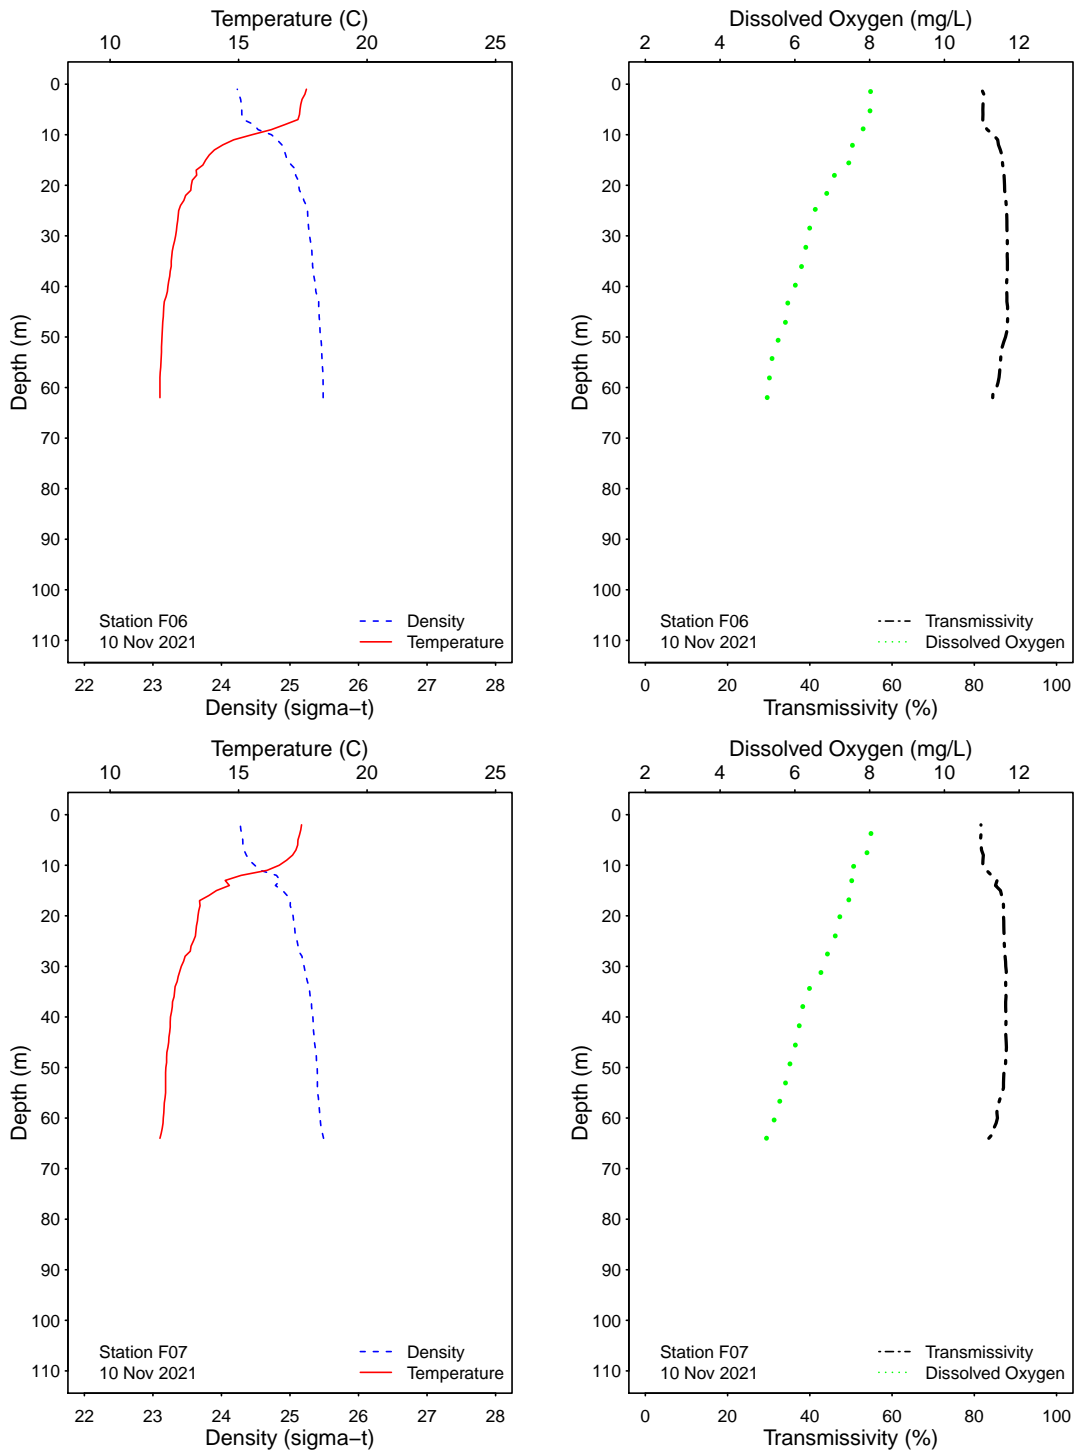 Temperature (C)
10 15 20 25
0
10
20
30
40
50
60
70
80
90
100
110
Depth (m)
Station F06
10 Nov 2021
Density
Temperature
22 23 24 25 26 27 28
Density (sigma−t)
Dissolved Oxygen (mg/L)
2 4 6 8 10 12
0
10
20
30
40
50
60
70
80
90
100
110
Depth (m)
Station F06
10 Nov 2021
Transmissivity
Dissolved Oxygen
0 20 40 60 80 100
Transmissivity (%)
Temperature (C)
10 15 20 25
0
10
20
30
40
50
60
70
80
90
100
110
Depth (m)
Station F07
10 Nov 2021
Density
Temperature
22 23 24 25 26 27 28
Density (sigma−t)
Dissolved Oxygen (mg/L)
2 4 6 8 10 12
0
10
20
30
40
50
60
70
80
90
100
110
Depth (m)
Station F07
10 Nov 2021
Transmissivity
Dissolved Oxygen
0 20 40 60 80 100
Transmissivity (%)